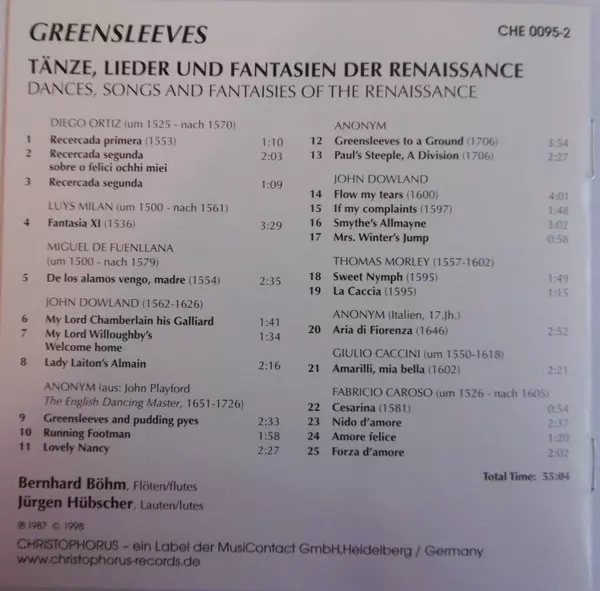 GREENSLEEVES
CHE 0095-2
TÄNZE, LIEDER UND FANTASIEN DER RENAISSANCE
DANCES, SONGS AND FANTAISIES OF THE RENAISSANCE
DIEGO ORTIZ (um 1525 - nach 1570)
1 Recercada primera (1553) 1:10
2 Recercada segunda 2:03
sobre o felici ochhi miei
3 Recercada segunda 1:09
LUYS MILAN (um 1500 - nach 1561)
4 Fantasia XI (1536) 3:29
MIGUEL DE FUENLLANA
(um 1500 - nach 1579)
5 De los alamos vengo, madre (1554) 2:35
JOHN DOWLAND (1562-1626)
6 My Lord Chamberlain his Galliard 1:41
7 My Lord Willoughby's 1:34
Welcome home
8 Lady Laiton's Almain 2:16
ANONYM (aus: John Playford
The English Dancing Master, 1651-1726)
9 Greensleeves and pudding pyes 2:33
10 Running Footman 1:58
11 Lovely Nancy 2:27
ANONYM
12 Greensleeves to a Ground (1706) 3:54
13 Paul's Steeple, A Division (1706) 2:27
JOHN DOWLAND
14 Flow my tears (1600) 4:01
15 If my complaints (1597) 1:48
16 Smythe's Allmayne 3:02
17 Mrs. Winter's Jump 0:58
THOMAS MORLEY (1557-1602)
18 Sweet Nymph (1595) 1:49
19 La Caccia (1595) 1:15
ANONYM (Italien, 17.Jh.)
20 Aria di Fiorenza (1646) 2:52
GIULIO CACCINI (um 1550-1618)
21 Amarilli, mia bella (1602) 2:21
FABRICIO CAROSO (um 1526 - nach 1605)
22 Cesarina (1581) 0:54
23 Nido d'amore 2:37
24 Amore felice 1:20
25 Forza d'amore 2:02
Total Time: 55:04
Bernhard Böhm, Flöten/flutes
Jürgen Hübscher, Lauten/lutes
℗ 1987 © 1998
CHRISTOPHORUS – ein Label der MusiContact GmbH,Heidelberg / Germany
www.christophorus-records.de